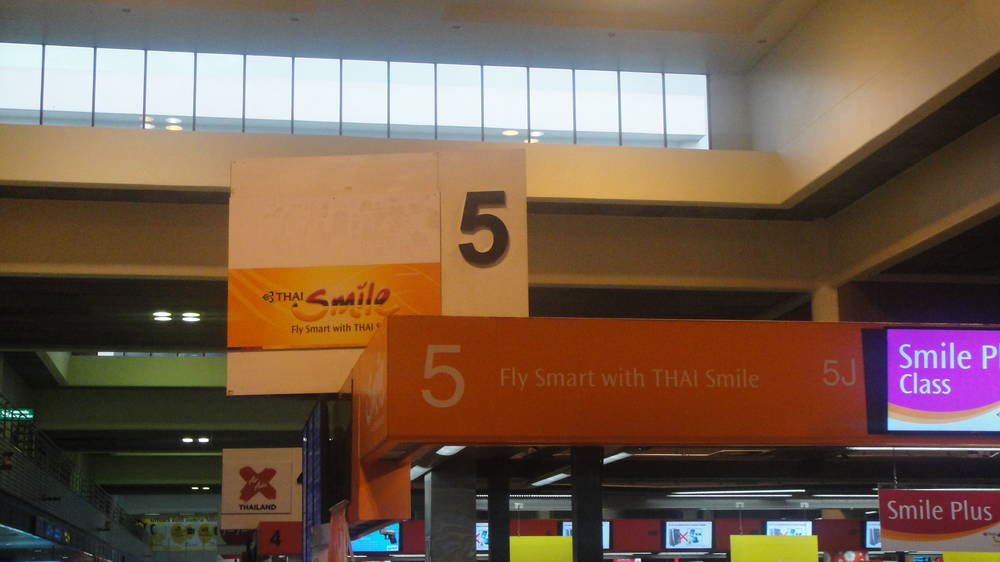 5
THAI
Smile
Fly Smart with THAI S
5
Fly Smart with THAI Smile
5J
Smile Pl
Class
THAILAND
4
Smile Plus